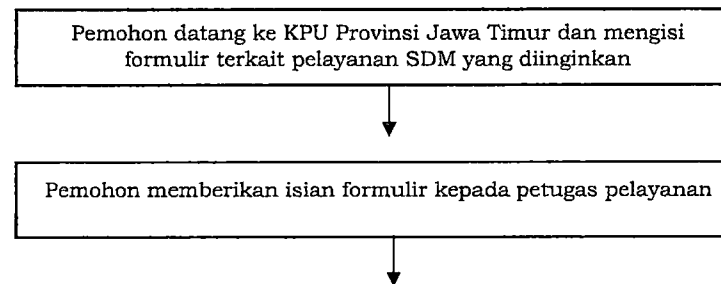 Pemohon datang ke KPU Provinsi Jawa Timur dan mengisi
formulir terkait pelayanan SDM yang diinginkan
Pemohon memberikan isian formulir kepada petugas pelayanan